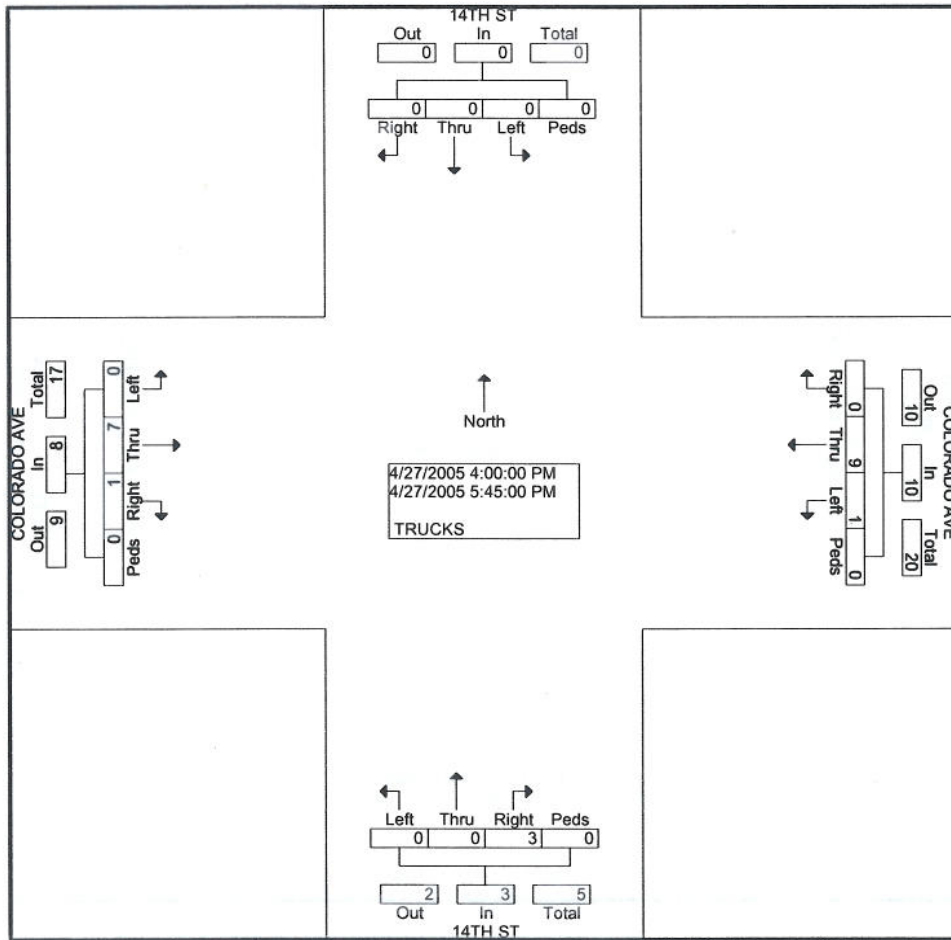 14TH ST
Out In Total
0 0 0
0 0 0 0
Right Thru Left Peds
COLORADO AVE
Total In Out
17 8 9
0 7 1 0
Left Thru Right Peds
North
4/27/2005 4:00:00 PM
4/27/2005 5:45:00 PM
TRUCKS
Right Thru Left Peds
0 9 1 0
Out In Total
10 10 20
COLORADO AVE
Left Thru Right Peds
0 0 3 0
2 3 5
Out In Total
14TH ST